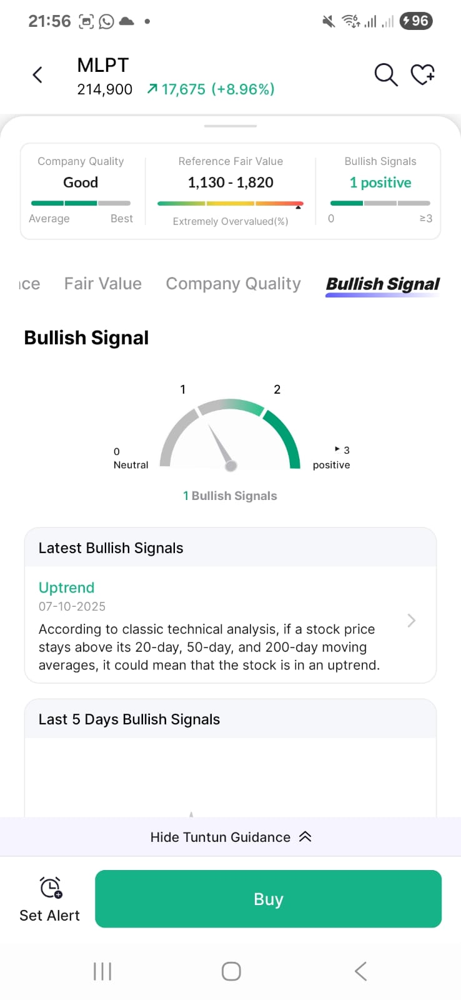 21:56
96
MLPT
214,900 17,675 (+8.96%)
Company Quality
Good
Average Best
Reference Fair Value
1,130 - 1,820
Extremely Overvalued(%)
Bullish Signals
1 positive
0 ≥3
ce Fair Value Company Quality Bullish Signal
Bullish Signal
1 2
0
Neutral
3
positive
1 Bullish Signals
Latest Bullish Signals
Uptrend
07-10-2025
According to classic technical analysis, if a stock price
stays above its 20-day, 50-day, and 200-day moving
averages, it could mean that the stock is in an uptrend.
Last 5 Days Bullish Signals
Hide Tuntun Guidance
Set Alert
Buy